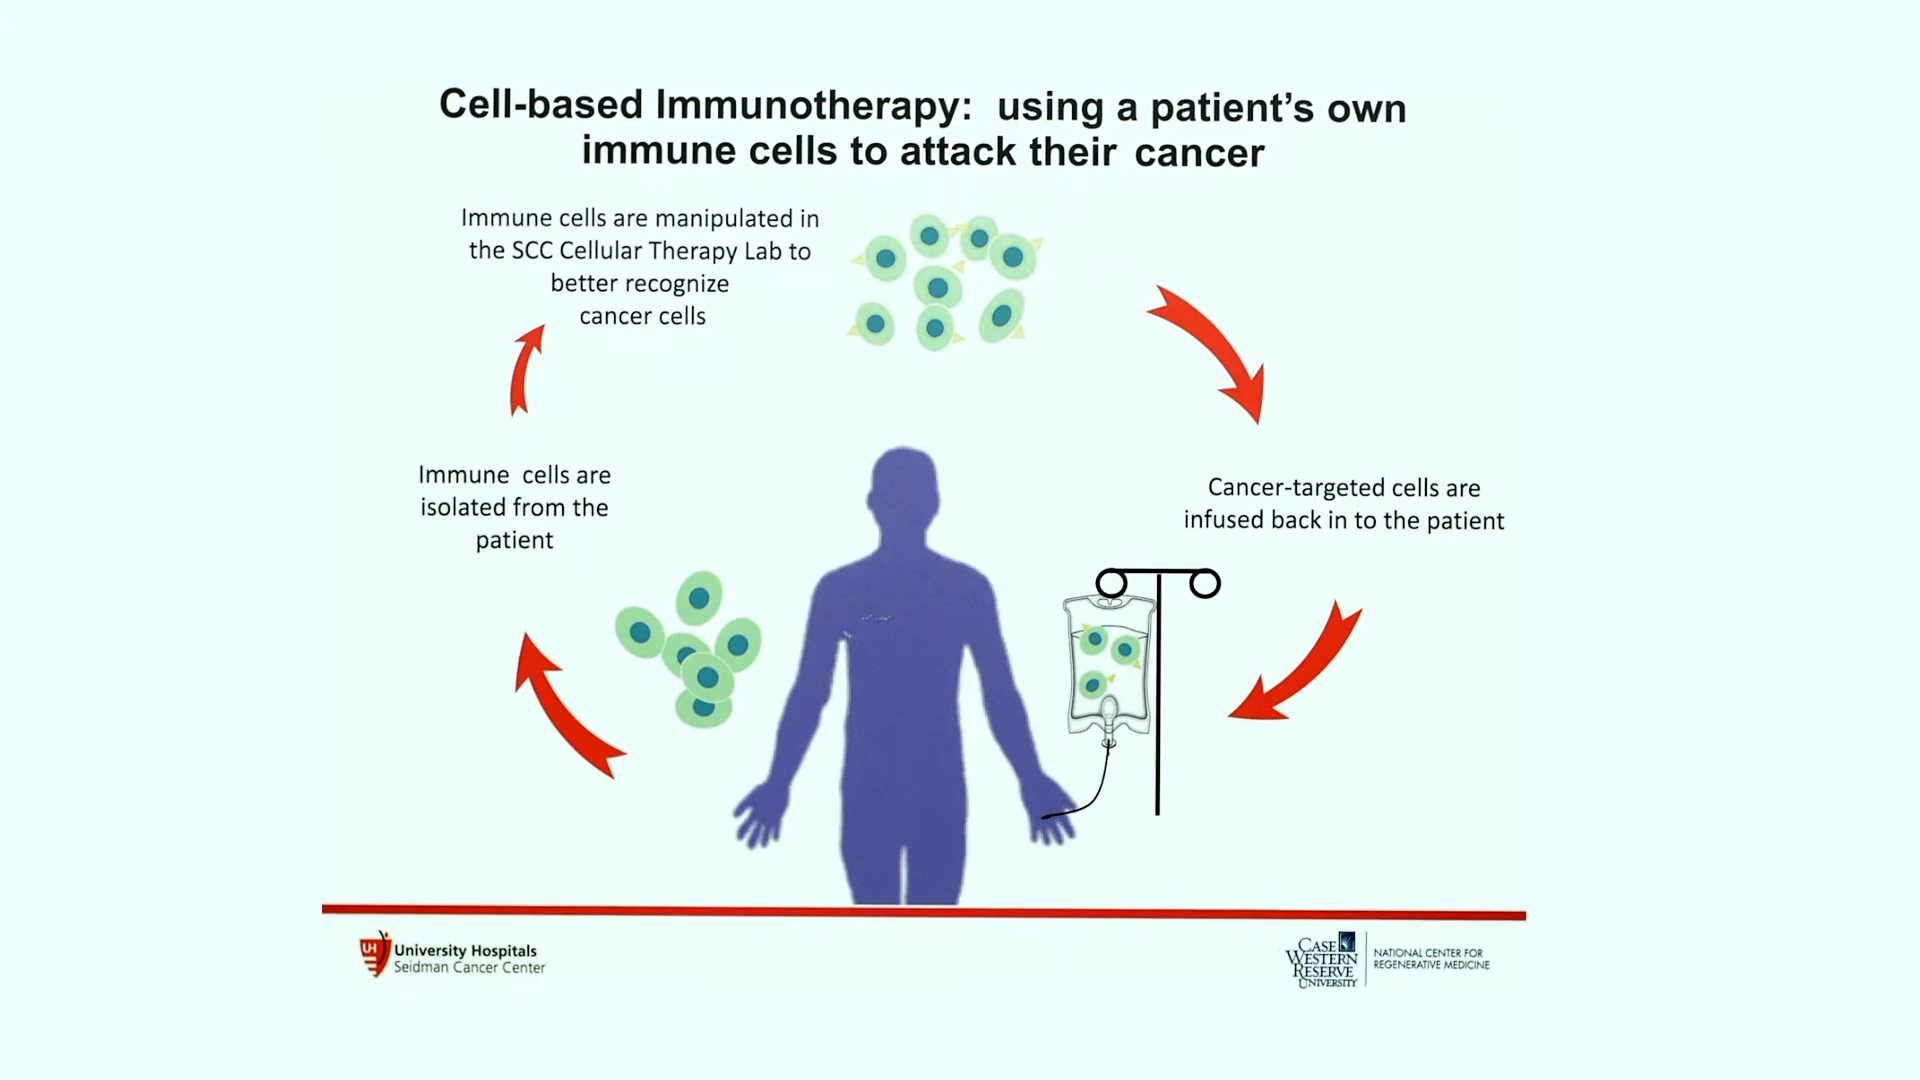 Cell-based Immunotherapy: using a patient's own
immune cells to attack their cancer
Immune cells are manipulated in
the SCC Cellular Therapy Lab to
better recognize
cancer cells
Immune cells are
isolated from the
patient
Cancer-targeted cells are
infused back in to the patient
UH
University Hospitals
Seidman Cancer Center
CASE
WESTERN
RESERVE
UNIVERSITY
NATIONAL CENTER FOR
REGENERATIVE MEDICINE